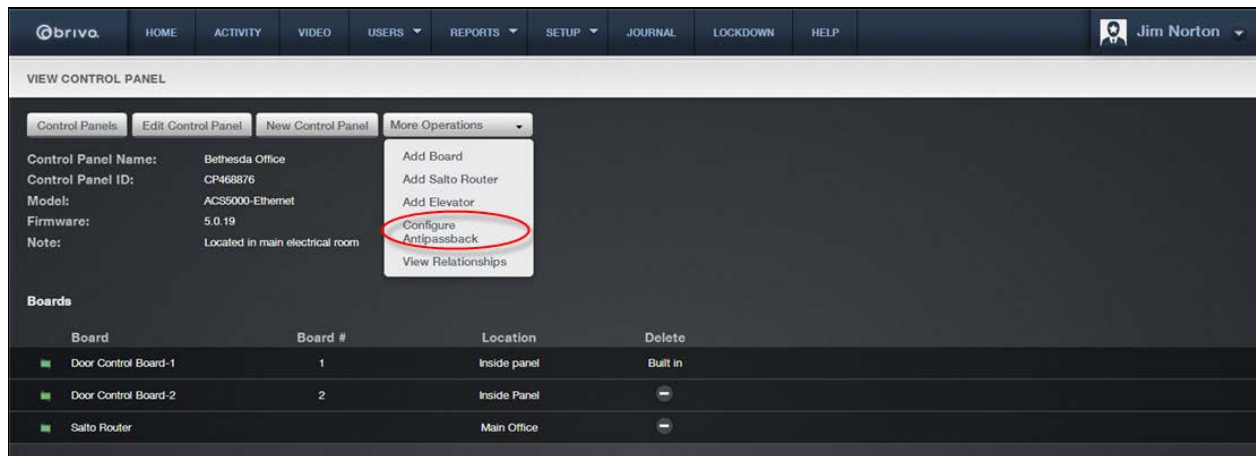 brivo.
HOME ACTIVITY VIDEO USERS REPORTS SETUP JOURNAL LOCKDOWN HELP Jim Norton
VIEW CONTROL PANEL
Control Panels Edit Control Panel New Control Panel More Operations
Control Panel Name: Bethesda Office
Control Panel ID: CP468876
Model: ACS5000-Ethernet
Firmware: 5.0.19
Note: Located in main electrical room
Add Board
Add Salto Router
Add Elevator
Configure
Antipassback
View Relationships
Boards
Board Board # Location Delete
Door Control Board-1 1 Inside panel Built in
Door Control Board-2 2 Inside Panel
Salto Router Main Office